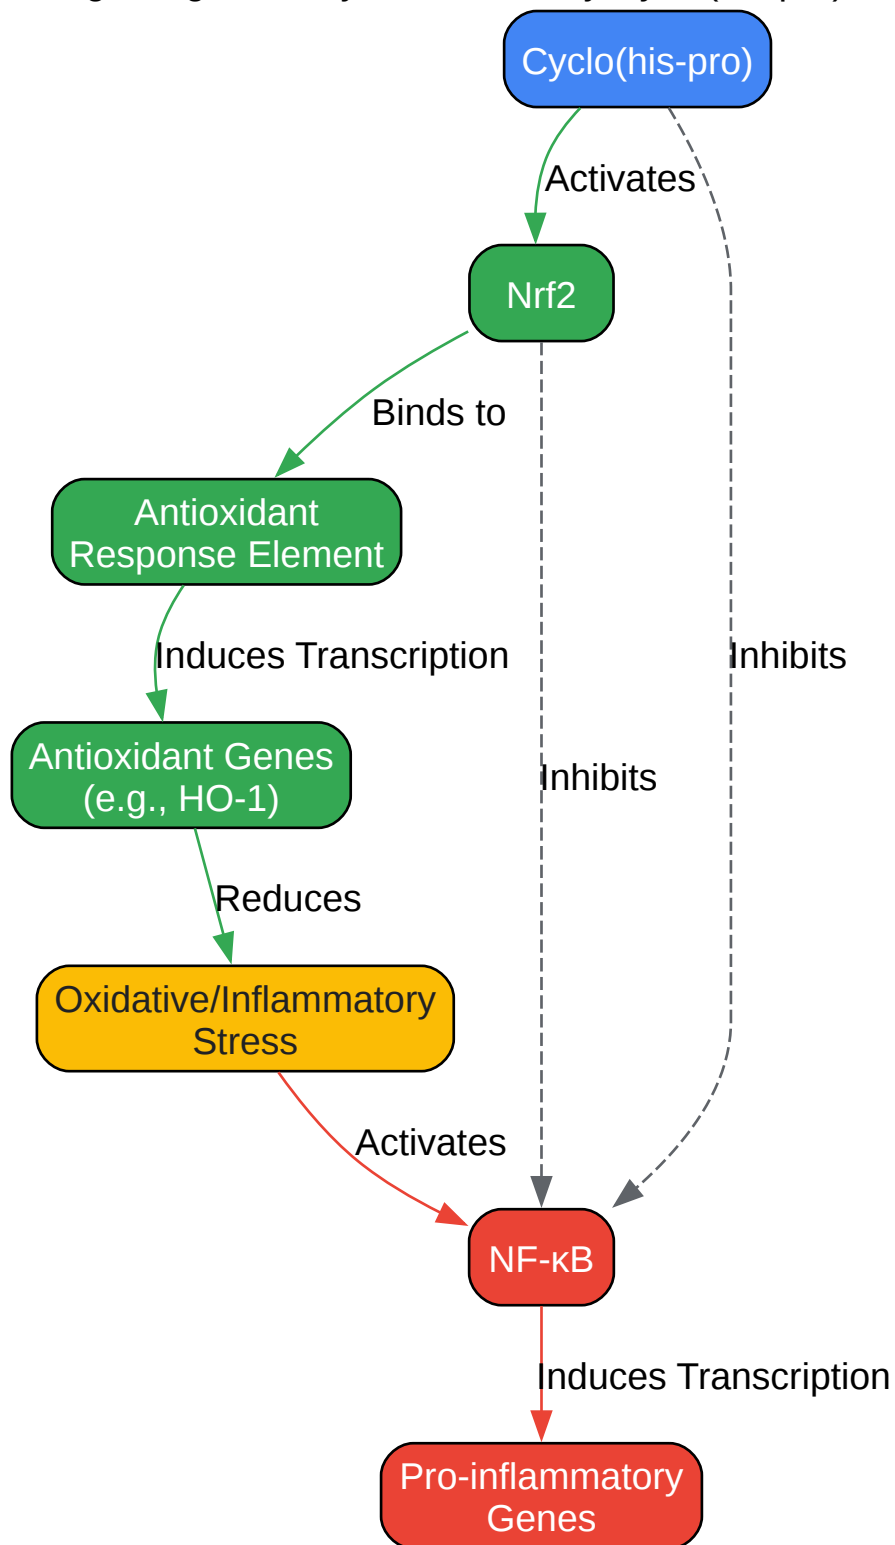 Cyclo(his-pro)
Activates
Nrf2
Binds to
Antioxidant
Response Element
Induces Transcription
Inhibits
Antioxidant Genes
(e.g., HO-1)
Inhibits
Reduces
Oxidative/Inflammatory
Stress
Activates
NF-κB
Induces Transcription
Pro-inflammatory
Genes